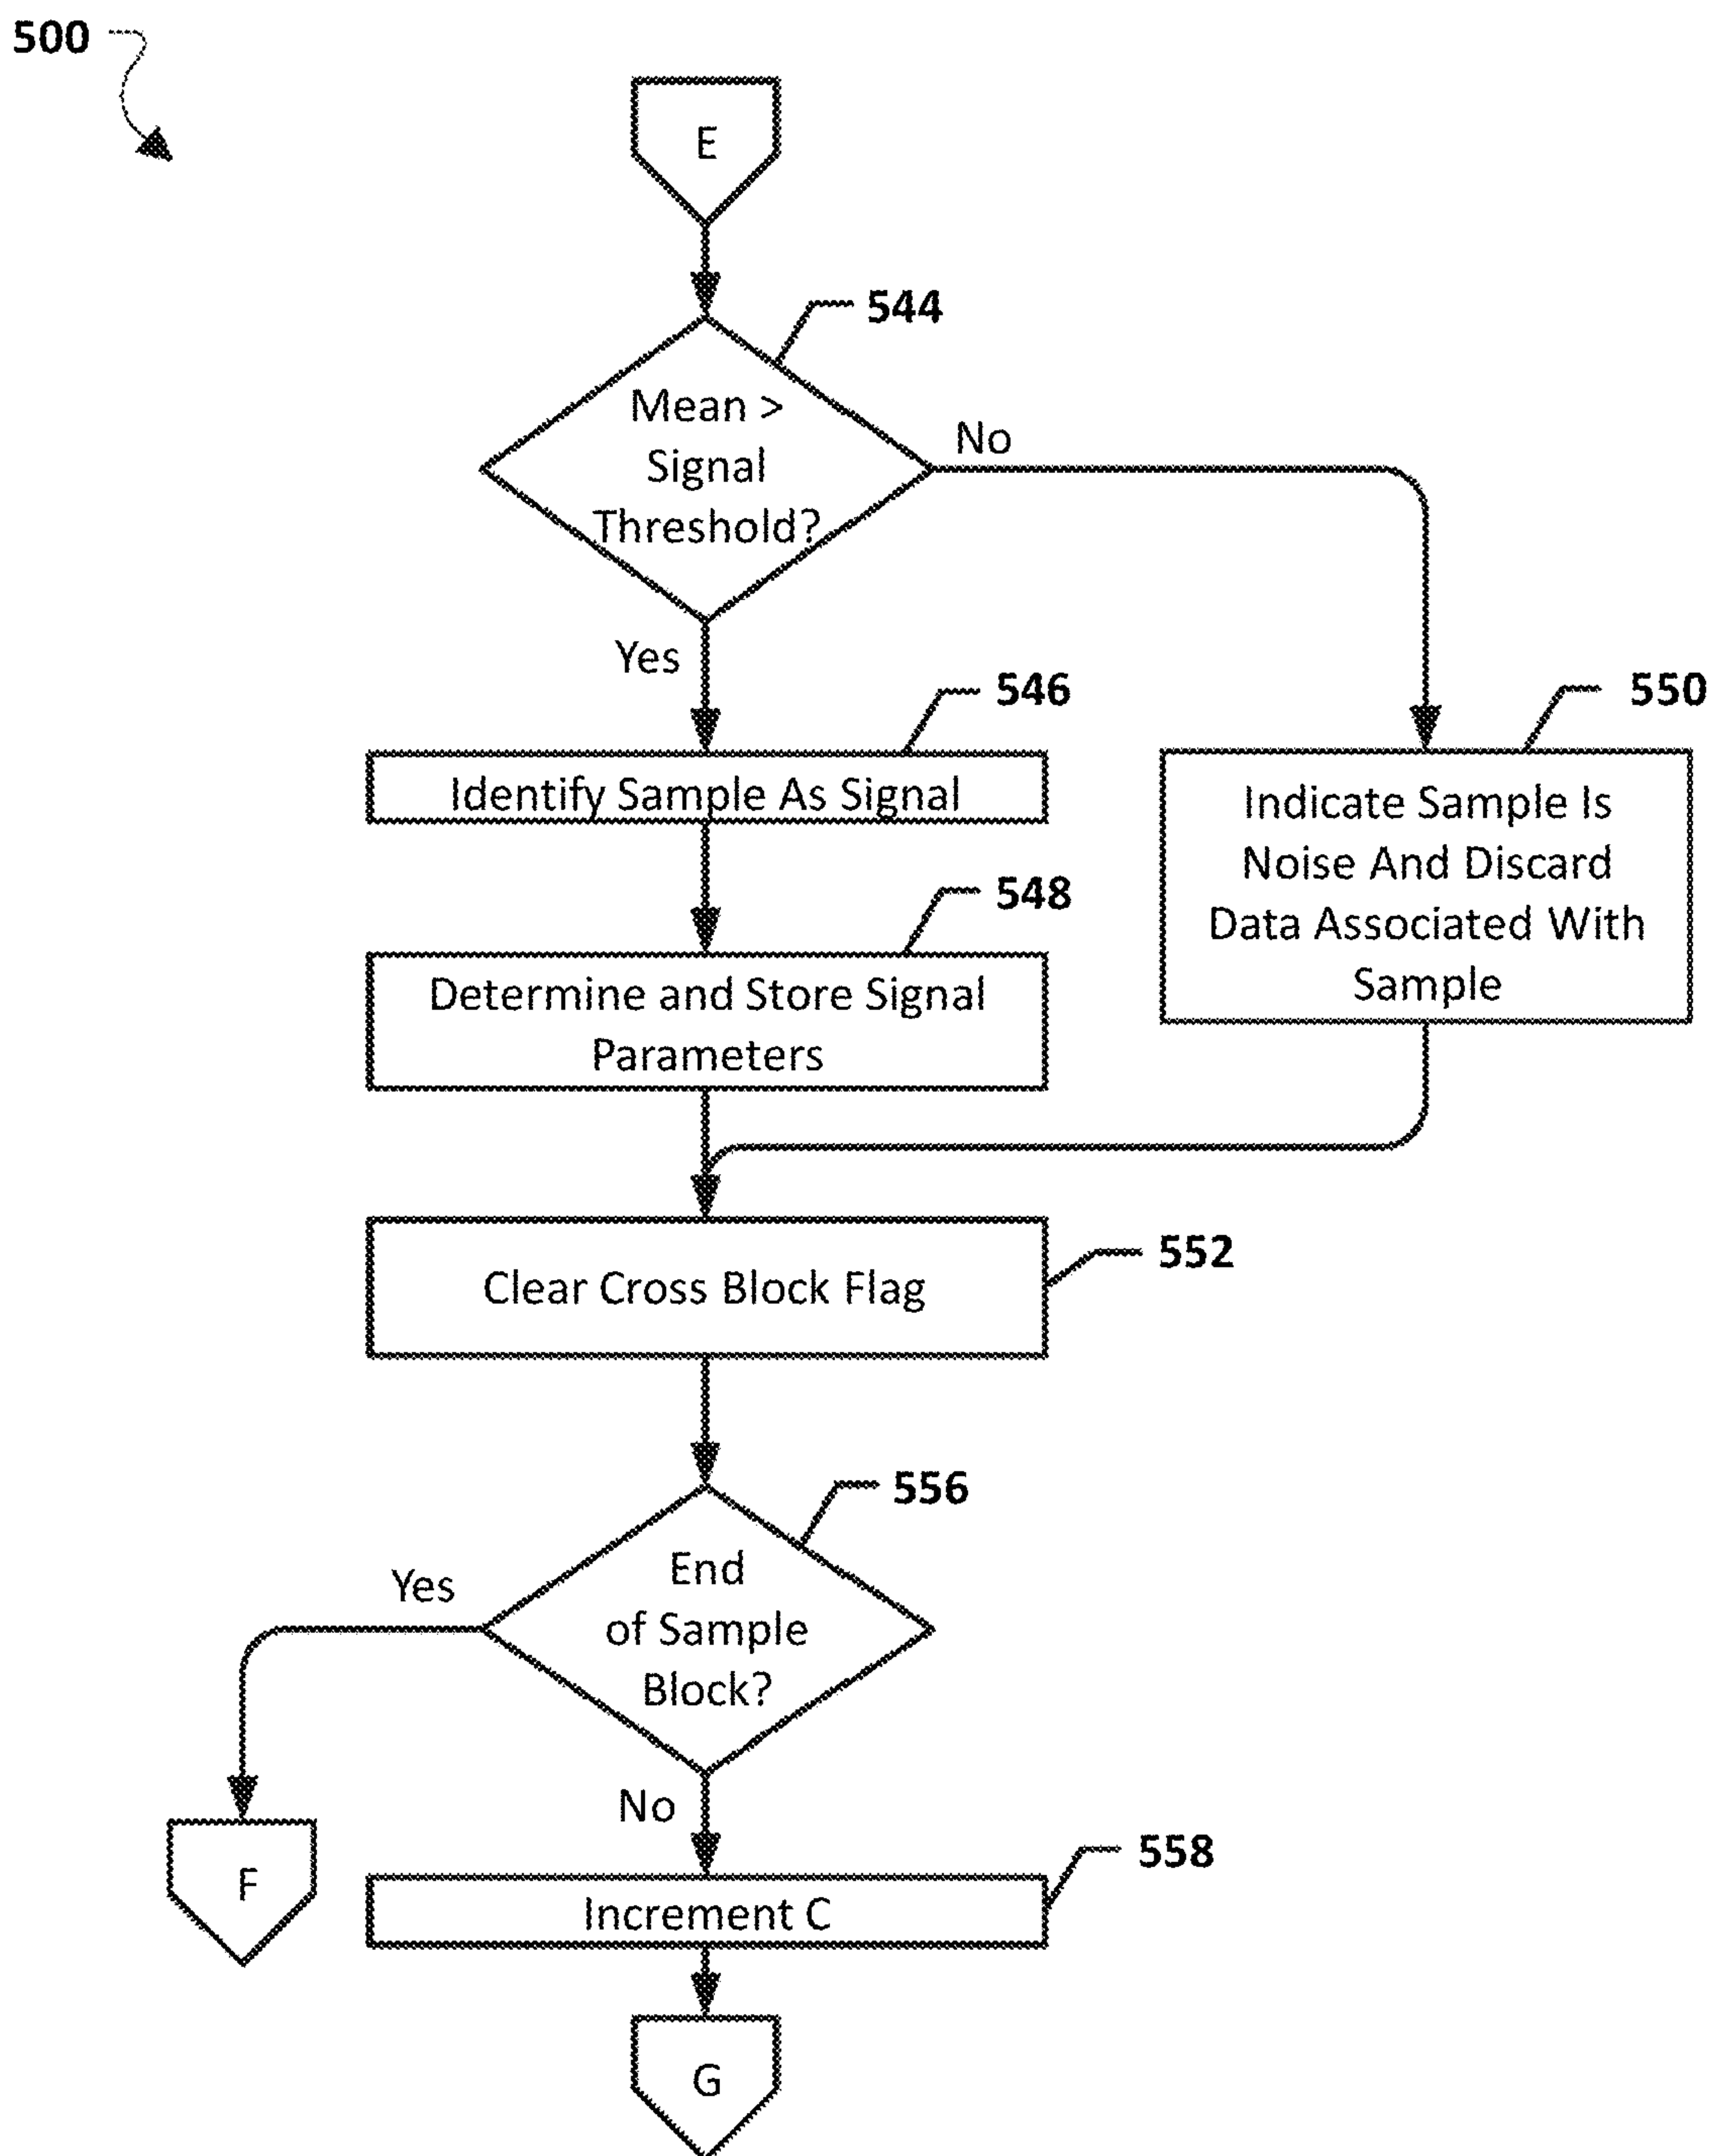 500
E
544
Mean >
Signal
Threshold?
No
Yes
546
550
Identify Sample As Signal
Indicate Sample Is
Noise And Discard
Data Associated With
Sample
548
Determine and Store Signal
Parameters
552
Clear Cross Block Flag
556
End
of Sample
Block?
Yes
No
F
558
Increment C
G